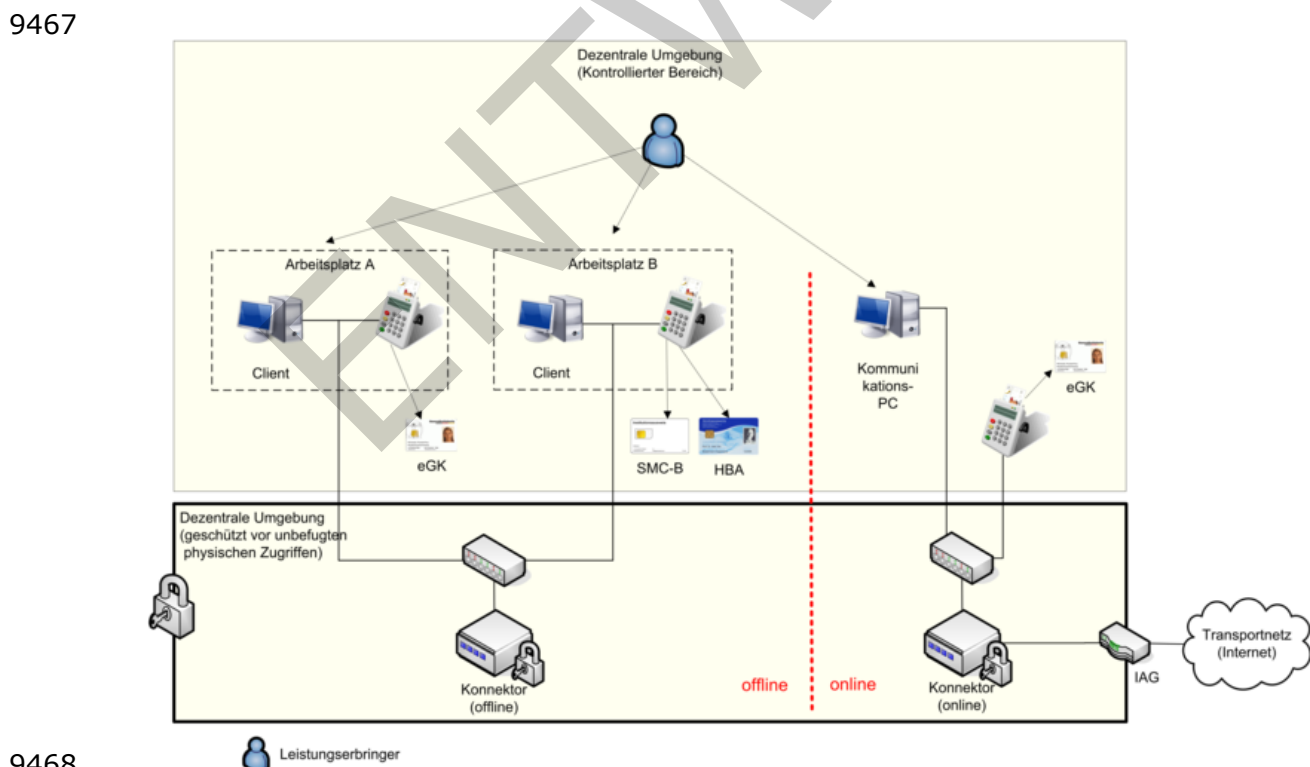 9467
Dezentrale Umgebung
(Kontrollierter Bereich)
Arbeitsplatz A
Arbeitsplatz B
Client
Client
Kommuni
kations-
PC
eGK
eGK
SMC-B
HBA
Dezentrale Umgebung
(geschützt vor unbefugten
physischen Zugriffen)
Konnektor
(offline)
offline
online
Konnektor
(online)
IAG
Transportnetz
(Internet)
9468
Leistungserbringer